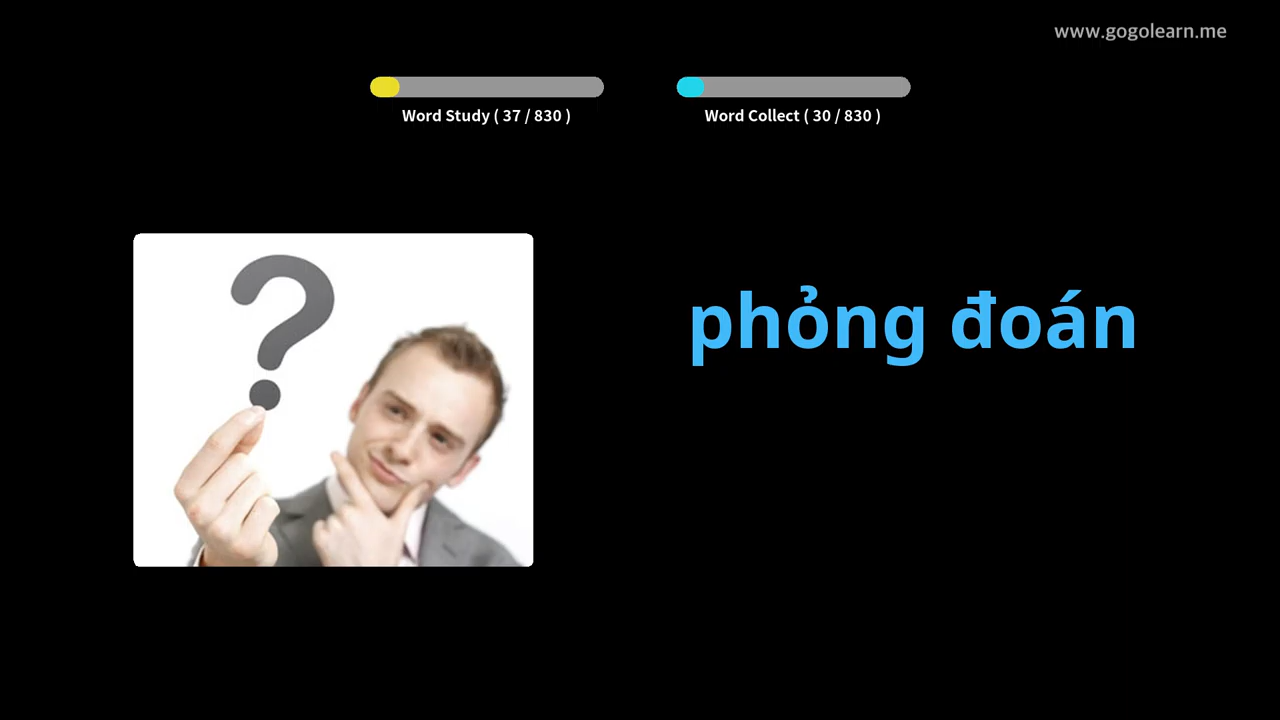 www.gogolearn.me
Word Study ( 37 / 830 )
Word Collect ( 30 / 830 )
?
phỏng đoán